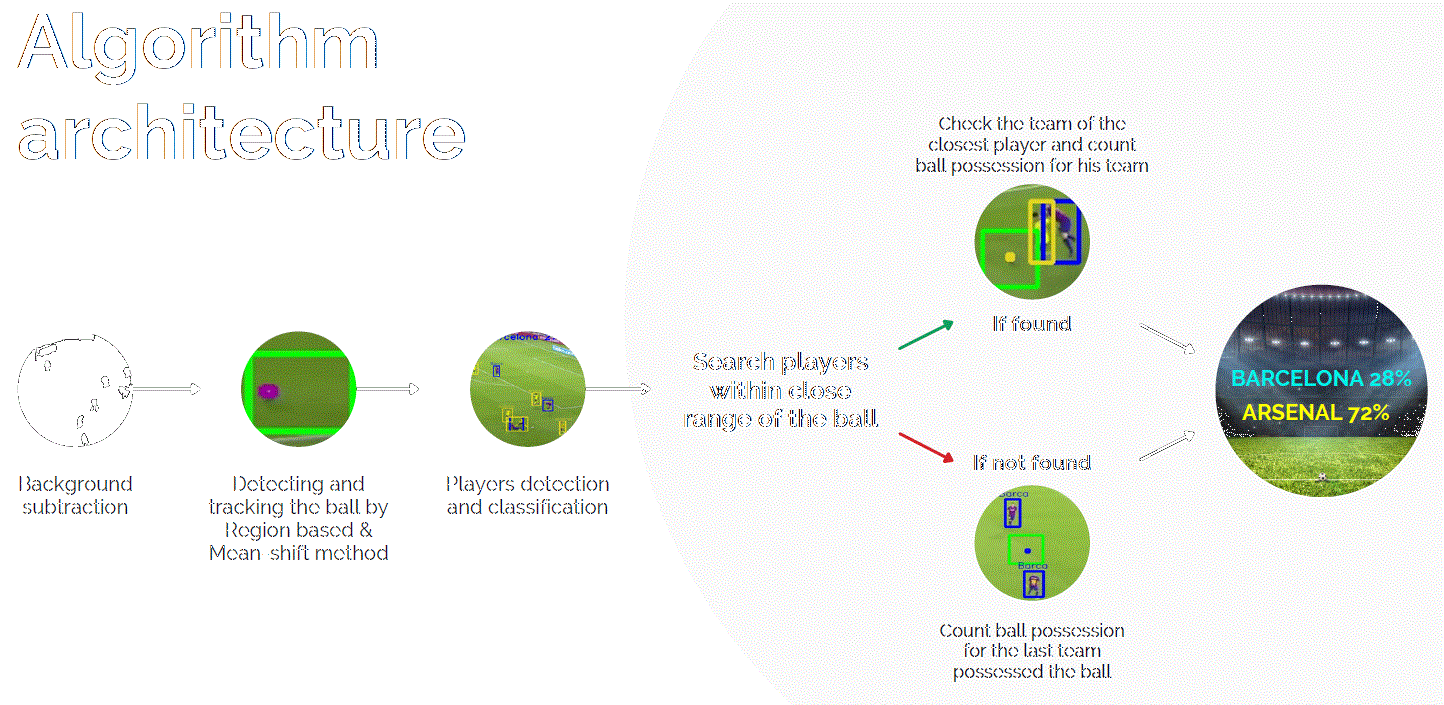 Algorithm
architecture
Background
subtraction
Detecting and
tracking the ball by
Region based &
Mean-shift method
Players detection
and classification
Search players
within close
range of the ball
Check the team of the
closest player and count
ball possession for his team
If found
If not found
Barca
Barca
Count ball possession
for the last team
possessed the ball
BARCELONA 28%
ARSENAL 72%